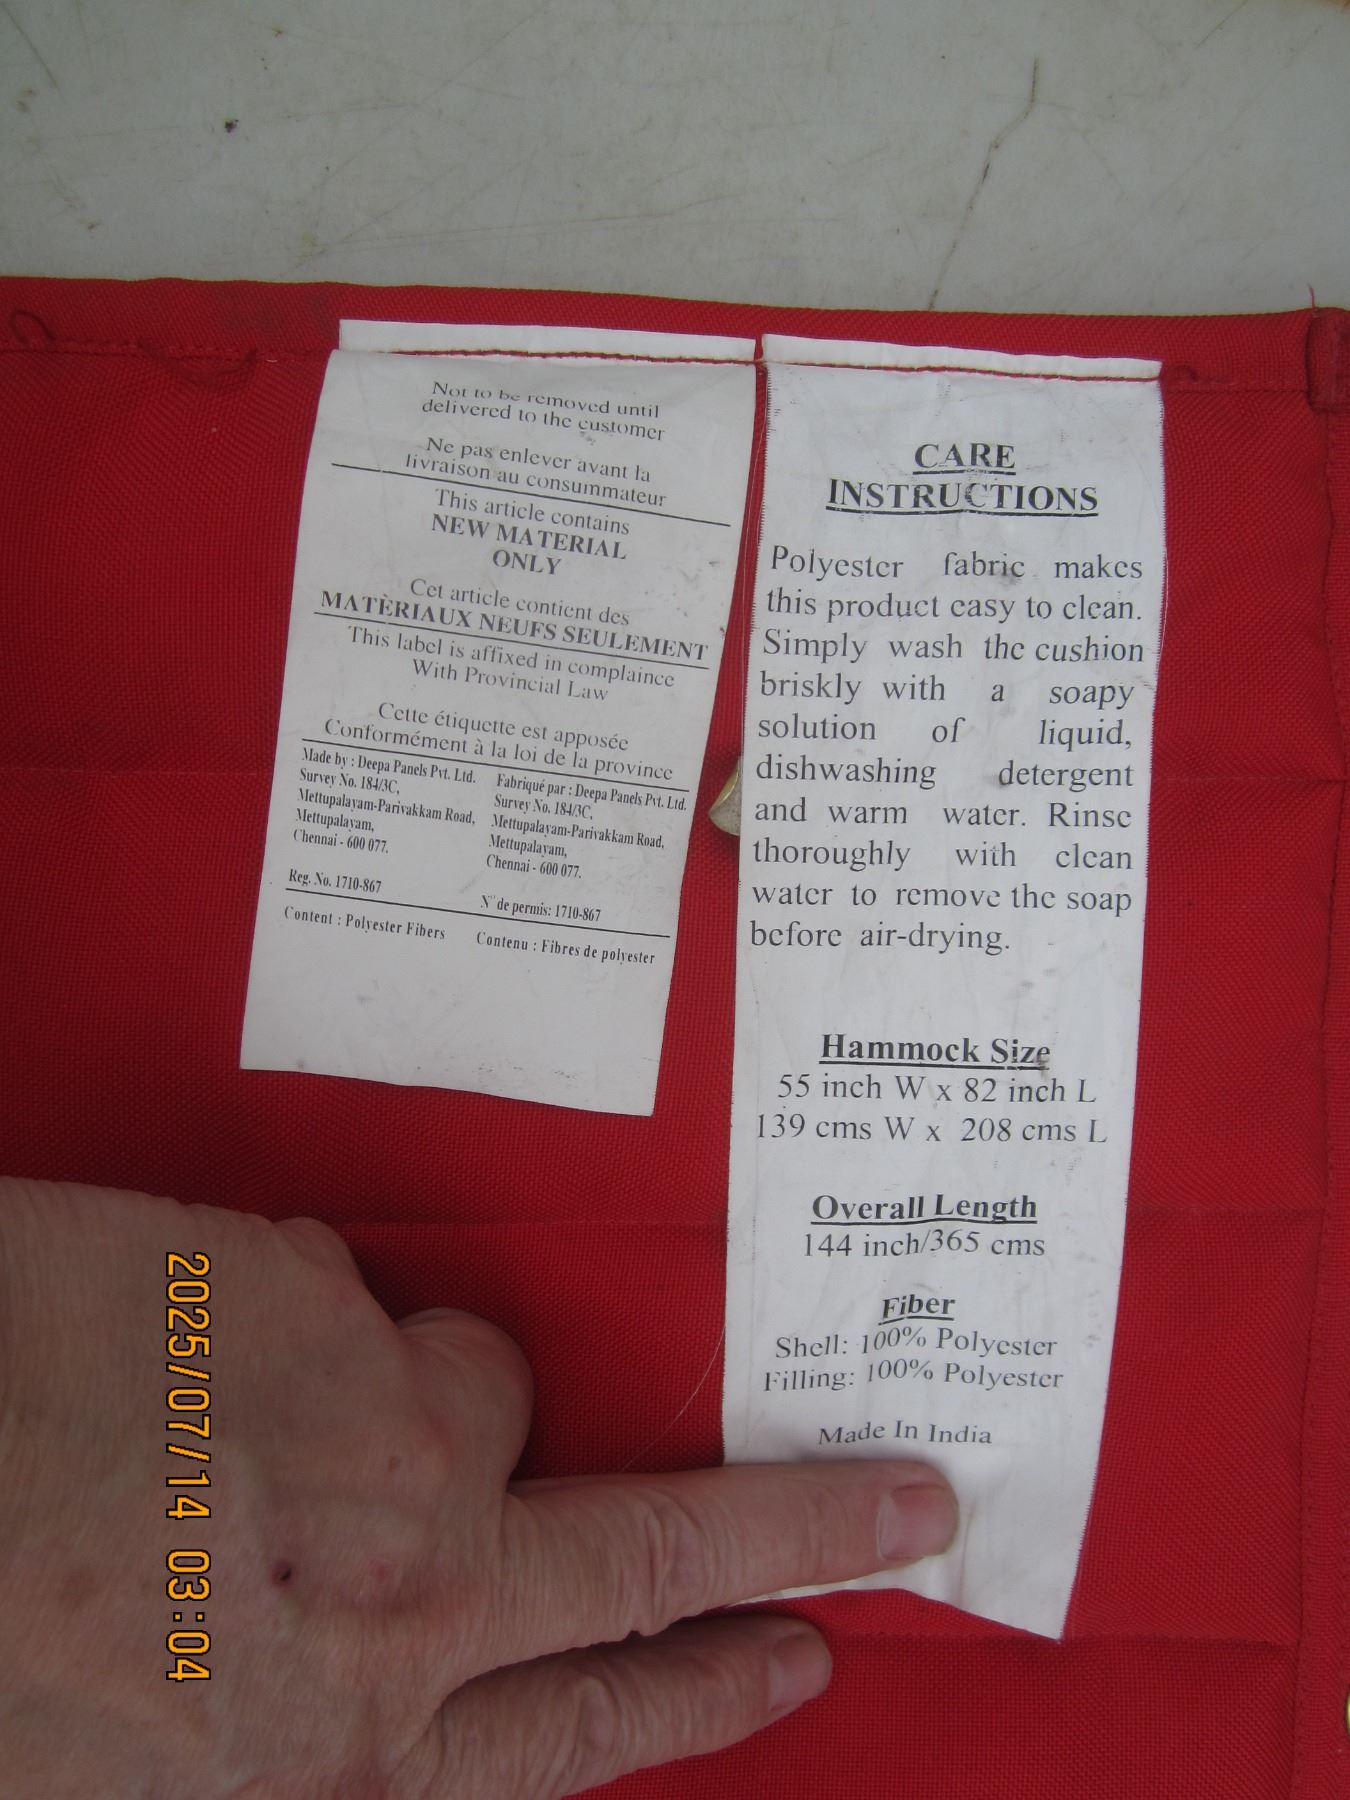 Not to be removed until
delivered to the customer
Ne pas enlever avant la
livraison au consummateur
This article contains
NEW MATERIAL
ONLY
Cet article contient des
MATÈRIAUX NEUFS SEULEMENT
This label is affixed in complaince
With Provincial Law
Cette étiquette est apposée
Conformément à la loi de la province
Made by : Deepa Panels Pvt. Ltd.
Survey No. 184/3C,
Mettupalayam-Parivakkam Road,
Mettupalayam,
Chennai - 600 077.
Reg. No. 1710-867
Fabriqué par : Deepa Panels Pvt. Ltd.
Survey No. 184/3C,
Mettupalayam-Parivakkam Road,
Mettupalayam,
Chennai - 600 077.
N° de permis: 1710-867
Content : Polyester Fibers
Contenu : Fibres de polyester
CARE
INSTRUCTIONS
Polyester fabric makes
this product easy to clean.
Simply wash the cushion
briskly with a soapy
solution of liquid,
dishwashing detergent
and warm water. Rinse
thoroughly with clean
water to remove the soap
before air-drying.
Hammock Size
55 inch W x 82 inch L
139 cms W x 208 cms L
Overall Length
144 inch/365 cms
Fiber
Shell: 100% Polyester
Filling: 100% Polyester
Made In India
2025/07/14 03:04